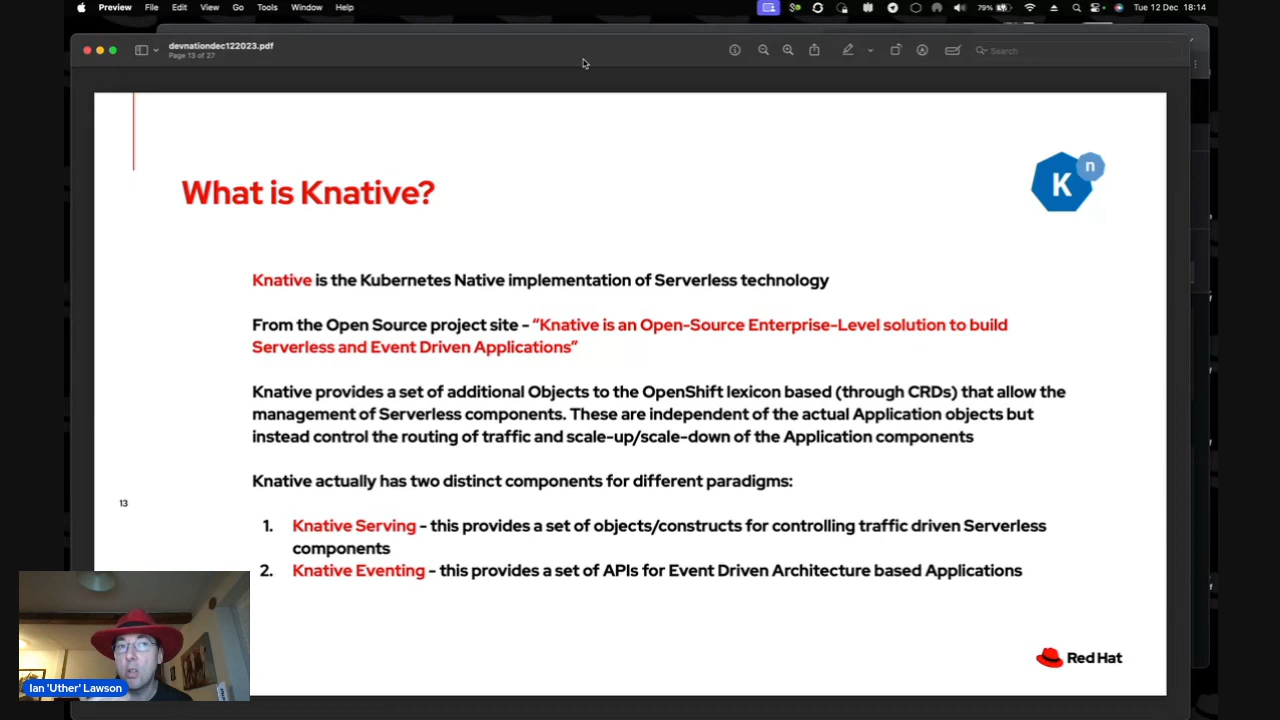 Preview File Edit View Go Tools Window Help
79%
Tue 12 Dec 18:14
devnationdec122023.pdf
Page 13 of 27
Search
What is Knative?
K
n
Knative is the Kubernetes Native implementation of Serverless technology
From the Open Source project site - “Knative is an Open-Source Enterprise-Level solution to build
Serverless and Event Driven Applications”
Knative provides a set of additional Objects to the OpenShift lexicon based (through CRDs) that allow the
management of Serverless components. These are independent of the actual Application objects but
instead control the routing of traffic and scale-up/scale-down of the Application components
Knative actually has two distinct components for different paradigms:
13
1. Knative Serving - this provides a set of objects/constructs for controlling traffic driven Serverless
components
2. Knative Eventing - this provides a set of APIs for Event Driven Architecture based Applications
Red Hat
Ian 'Uther' Lawson